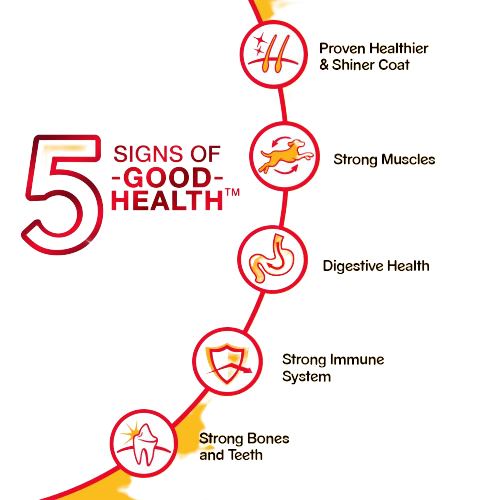 5
SIGNS OF
-GOOD-
HEALTH™
Proven Healthier
& Shiner Coat
Strong Muscles
Digestive Health
Strong Immune
System
Strong Bones
and Teeth